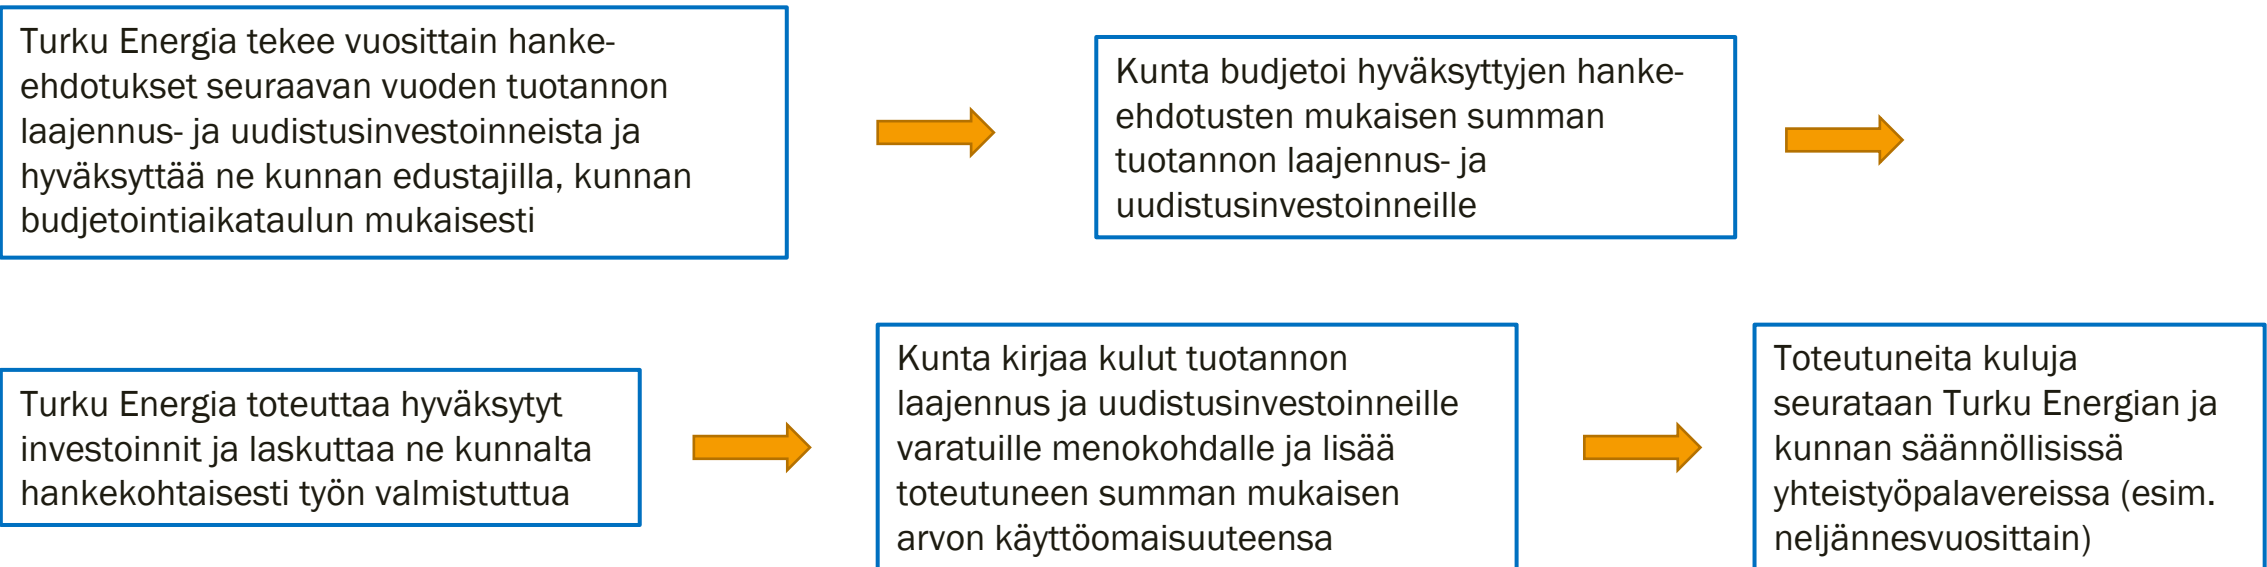 Turku Energia tekee vuosittain hanke-
ehdotukset seuraavan vuoden tuotannon
laajennus- ja uudistusinvestoinneista ja
hyväksyttää ne kunnan edustajilla, kunnan
budjetointiaikataulun mukaisesti
Kunta budjetoi hyväksyttyjen hanke-
ehdotusten mukaisen summan
tuotannon laajennus- ja
uudistusinvestoinneille
Turku Energia toteuttaa hyväksytyt
investoinnit ja laskuttaa ne kunnalta
hankekohtaisesti työn valmistuttua
Kunta kirjaa kulut tuotannon
laajennus ja uudistusinvestoinneille
varatuille menokohdalle ja lisää
toteutuneen summan mukaisen
arvon käyttöomaisuuteensa
Toteutuneita kuluja
seurataan Turku Energian ja
kunnan säännöllisissä
yhteistyöpalavereissa (esim.
neljännesvuosittain)